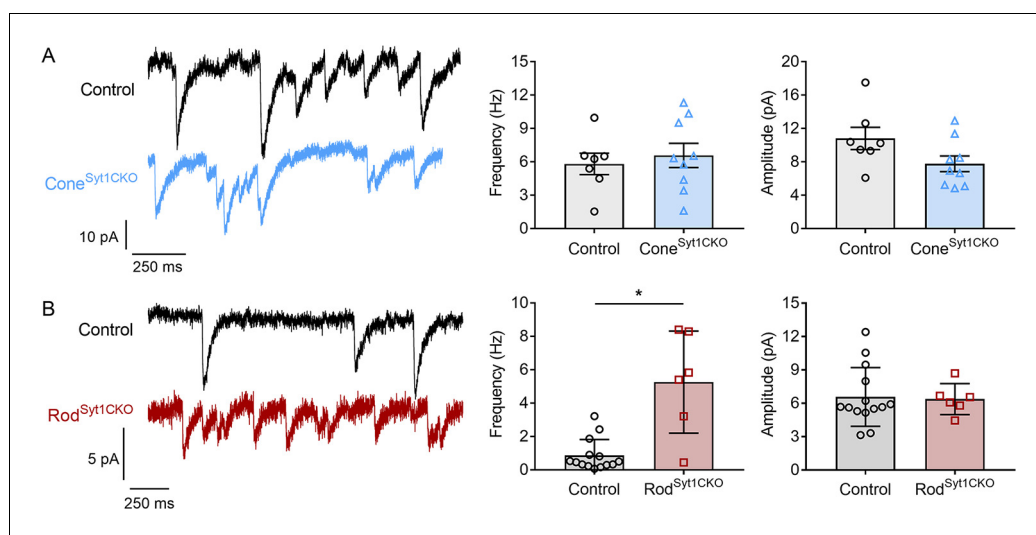 A
Control
Cone^Syt1CKO
10 pA
250 ms
Frequency (Hz)
15
12
9
6
3
0
Control
Cone^Syt1CKO
Amplitude (pA)
20
16
12
8
4
0
Control
Cone^Syt1CKO
B
Control
Rod^Syt1CKO
5 pA
250 ms
Frequency (Hz)
10
8
6
4
2
0
*
Control
Rod^Syt1CKO
Amplitude (pA)
15
12
9
6
3
0
Control
Rod^Syt1CKO